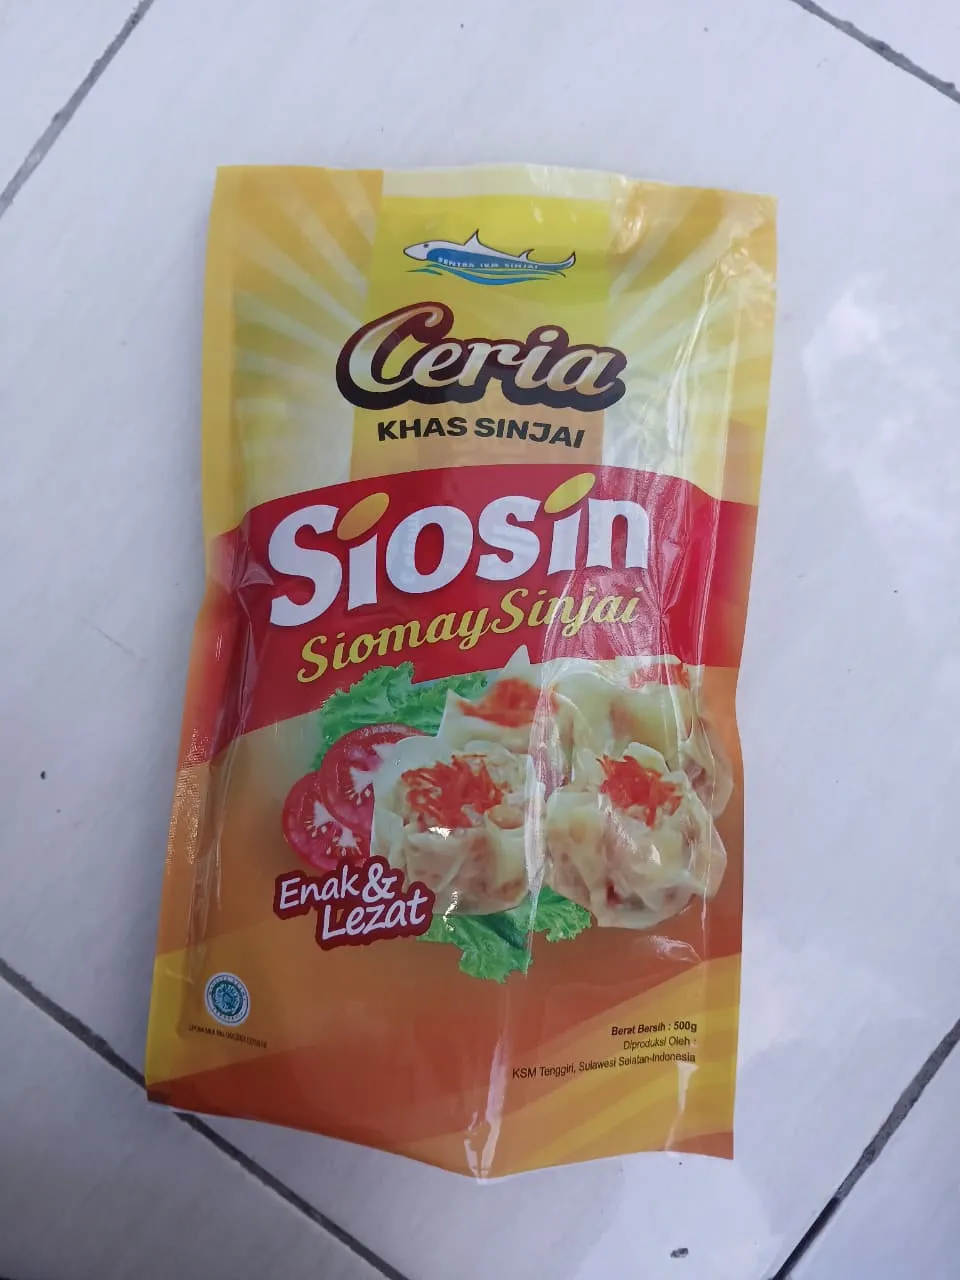 SENTRA IKM SINJAI
Ceria
KHAS SINJAI
Siosin
Siomay Sinjai
Enak &
Lezat
Berat Bersih : 500g
Diproduksi Oleh :
KSM Tenggiri, Sulawesi Selatan-Indonesia